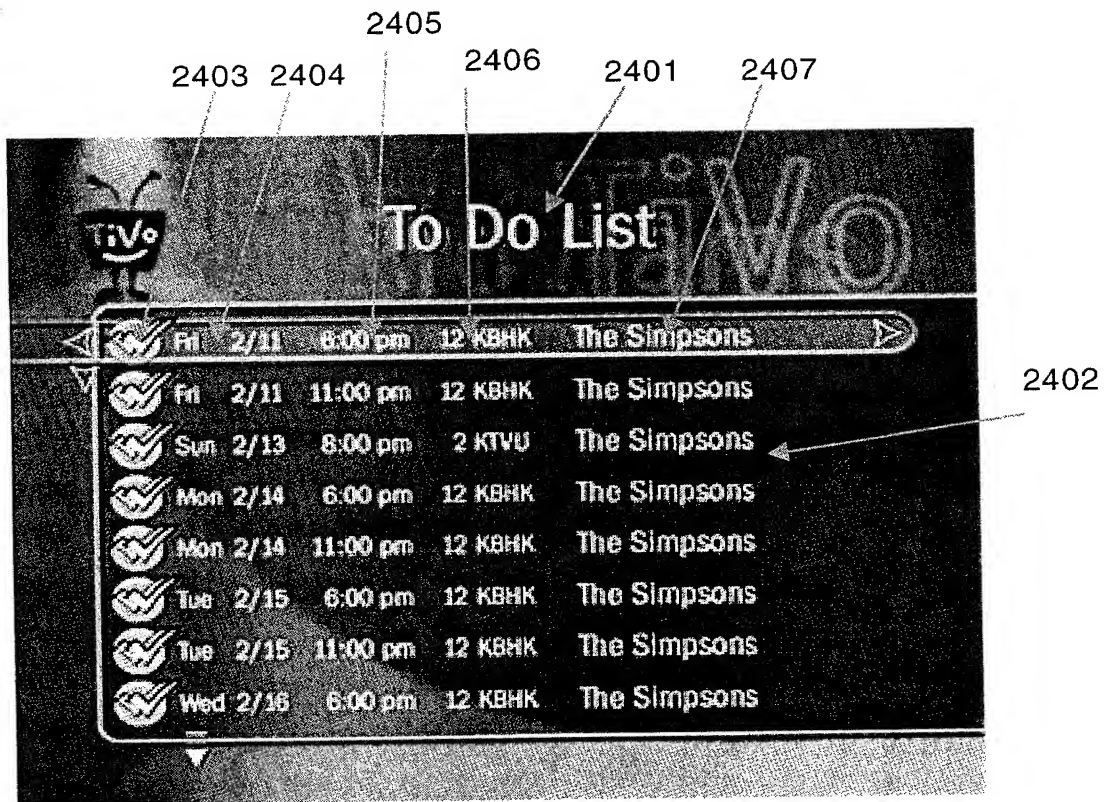 2405
2406 2401 2407
2403 2404
TiVo
TiVo
To Do List
Fri 2/11 6:00 pm 12 KBHK The Simpsons
Fri 2/11 11:00 pm 12 KBHK The Simpsons
2402
Sun 2/13 8:00 pm 2 KTVU The Simpsons
Mon 2/14 6:00 pm 12 KBHK The Simpsons
Mon 2/14 11:00 pm 12 KBHK The Simpsons
Tue 2/15 6:00 pm 12 KBHK The Simpsons
Tue 2/15 11:00 pm 12 KBHK The Simpsons
Wed 2/16 6:00 pm 12 KBHK The Simpsons